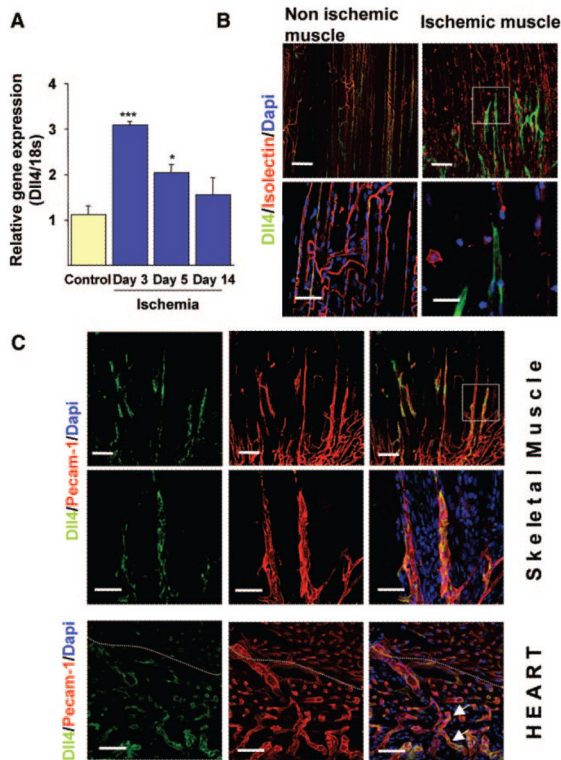 A
B
Non ischemic
muscle
Ischemic muscle
Relative gene expression
(Dll4/18s)
4
3
2
1
***
*
Control Day 3 Day 5 Day 14
Ischemia
Dll4/Isolectin/Dapi
C
Dll4/Pecam-1/Dapi
Skeletal Muscle
Dll4/Pecam-1/Dapi
HEART